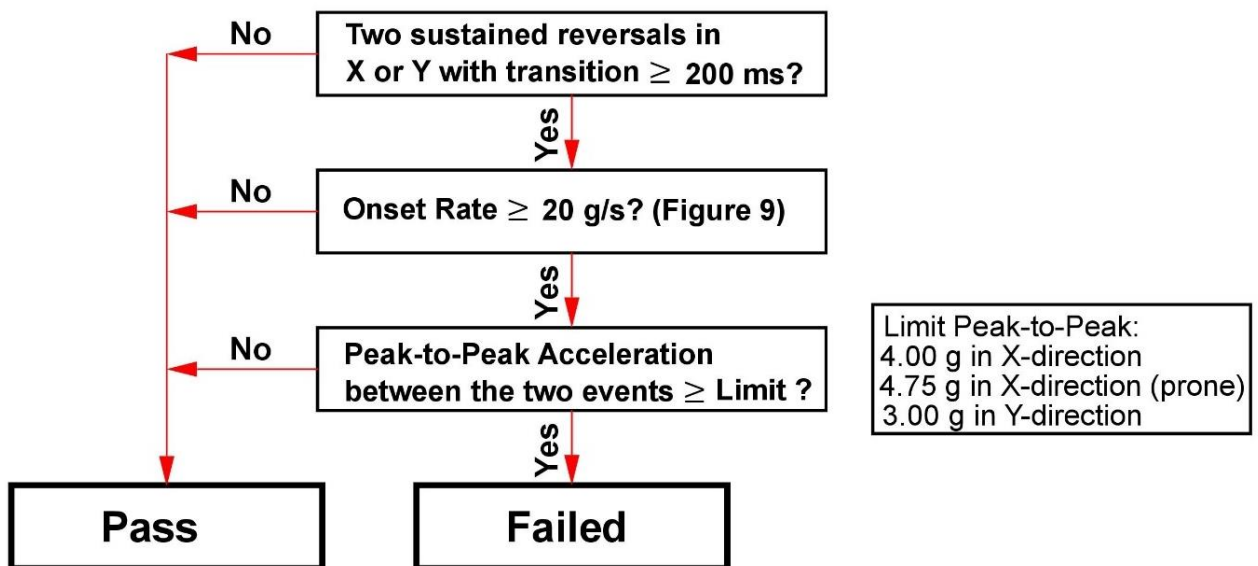 No
Two sustained reversals in
X or Y with transition ≥ 200 ms?
Yes
No
Onset Rate ≥ 20 g/s? (Figure 9)
Yes
No
Peak-to-Peak Acceleration
between the two events ≥ Limit ?
Limit Peak-to-Peak:
4.00 g in X-direction
4.75 g in X-direction (prone)
3.00 g in Y-direction
Yes
Pass
Failed